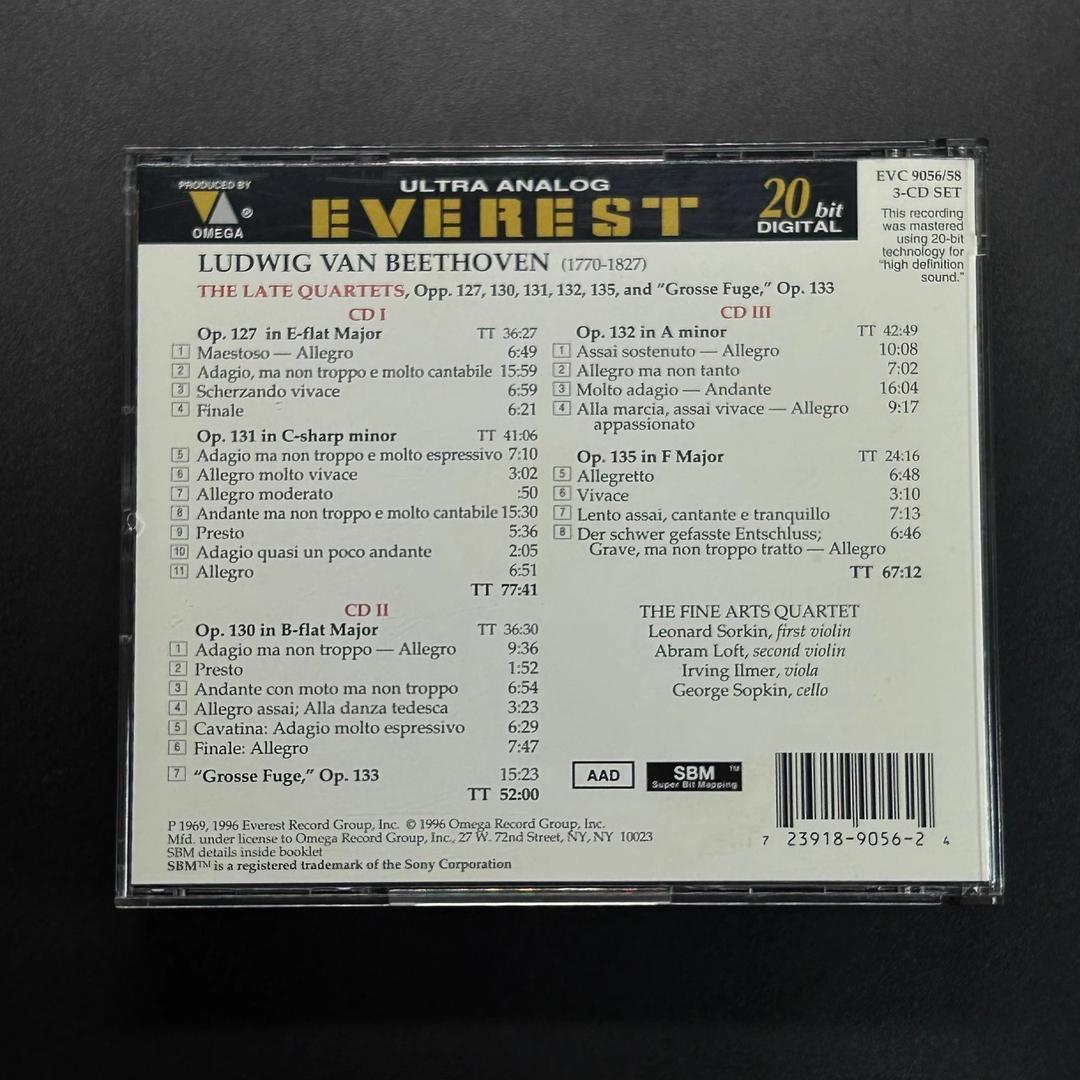 PRODUCED BY
OMEGA
®
ULTRA ANALOG
EVEREST
20 bit
DIGITAL
EVC 9056/58
3-CD SET
This recording
was mastered
using 20-bit
technology for
"high definition
sound."
LUDWIG VAN BEETHOVEN (1770-1827)
THE LATE QUARTETS, Opp. 127, 130, 131, 132, 135, and "Grosse Fuge," Op. 133
CD I
Op. 127 in E-flat Major TT 36:27
1 Maestoso — Allegro 6:49
2 Adagio, ma non troppo e molto cantabile 15:59
3 Scherzando vivace 6:59
4 Finale 6:21
Op. 131 in C-sharp minor TT 41:06
5 Adagio ma non troppo e molto espressivo 7:10
6 Allegro molto vivace 3:02
7 Allegro moderato :50
8 Andante ma non troppo e molto cantabile 15:30
9 Presto 5:36
10 Adagio quasi un poco andante 2:05
11 Allegro 6:51
TT 77:41
CD II
Op. 130 in B-flat Major TT 36:30
1 Adagio ma non troppo — Allegro 9:36
2 Presto 1:52
3 Andante con moto ma non troppo 6:54
4 Allegro assai; Alla danza tedesca 3:23
5 Cavatina: Adagio molto espressivo 6:29
6 Finale: Allegro 7:47
7 "Grosse Fuge," Op. 133 15:23
TT 52:00
CD III
Op. 132 in A minor TT 42:49
1 Assai sostenuto — Allegro 10:08
2 Allegro ma non tanto 7:02
3 Molto adagio — Andante 16:04
4 Alla marcia, assai vivace — Allegro 9:17
appassionato
Op. 135 in F Major TT 24:16
5 Allegretto 6:48
6 Vivace 3:10
7 Lento assai, cantante e tranquillo 7:13
8 Der schwer gefasste Entschluss; 6:46
Grave, ma non troppo tratto — Allegro
TT 67:12
THE FINE ARTS QUARTET
Leonard Sorkin, first violin
Abram Loft, second violin
Irving Ilmer, viola
George Sopkin, cello
AAD
SBM™
Super Bit Mapping
7 23918-9056-2 4
P 1969, 1996 Everest Record Group, Inc. © 1996 Omega Record Group, Inc.
Mfd. under license to Omega Record Group, Inc., 27 W. 72nd Street, NY, NY 10023
SBM details inside booklet
SBM™ is a registered trademark of the Sony Corporation